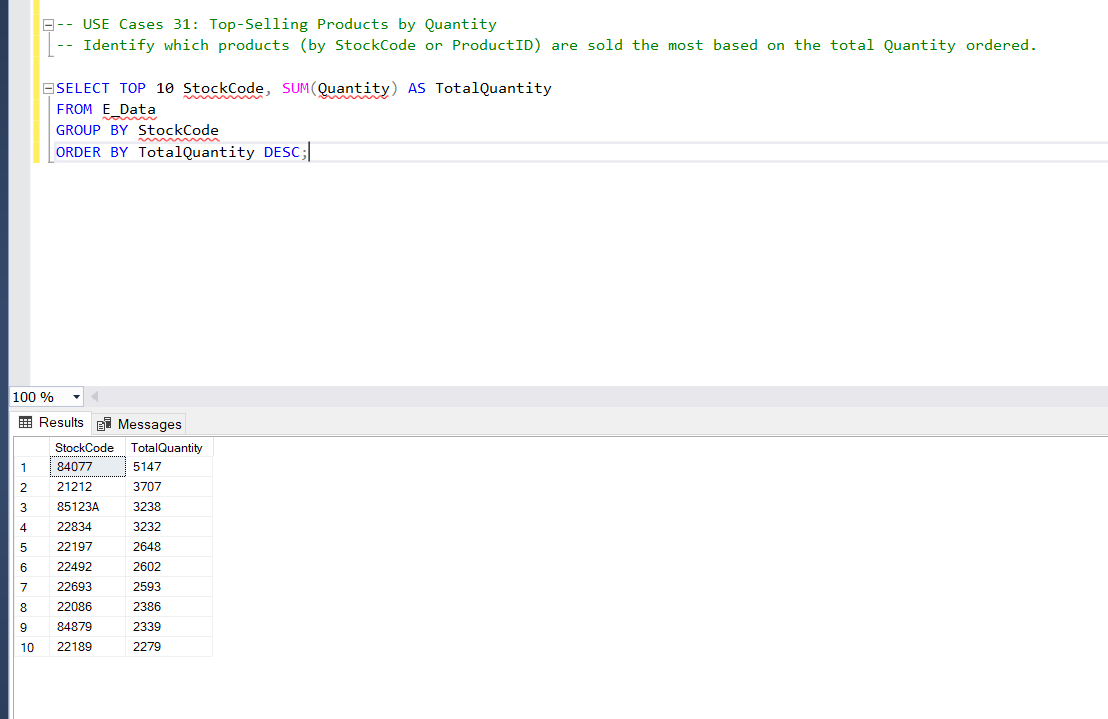 -- USE Cases 31: Top-Selling Products by Quantity
-- Identify which products (by StockCode or ProductID) are sold the most based on the total Quantity ordered.
SELECT TOP 10 StockCode, SUM(Quantity) AS TotalQuantity
FROM E_Data
GROUP BY StockCode
ORDER BY TotalQuantity DESC;
100 %
Results Messages
StockCode TotalQuantity
1 84077 5147
2 21212 3707
3 85123A 3238
4 22834 3232
5 22197 2648
6 22492 2602
7 22693 2593
8 22086 2386
9 84879 2339
10 22189 2279